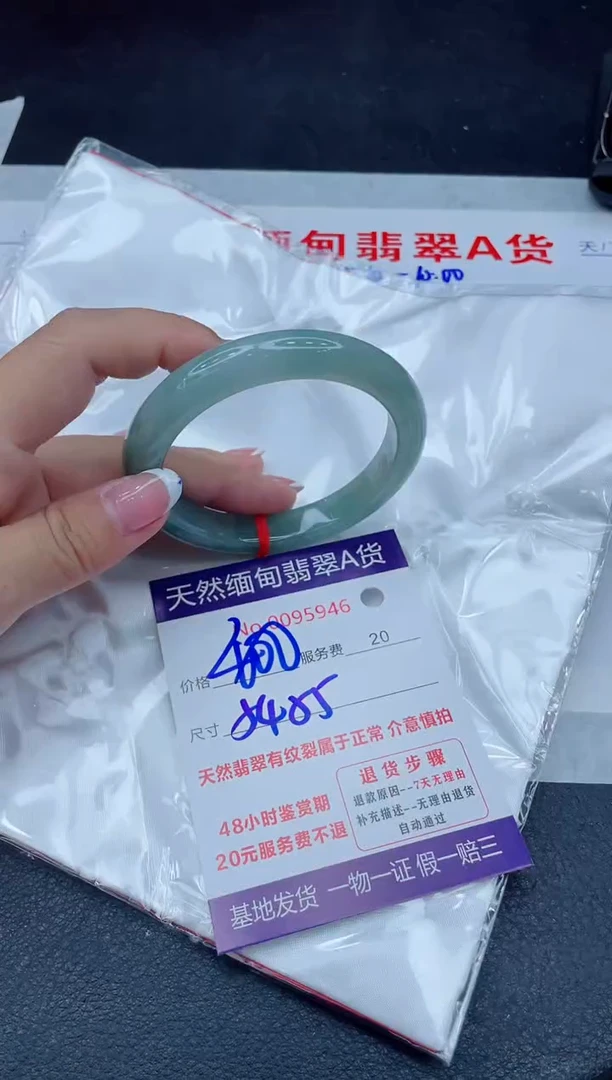 缅甸翡翠A货
天然缅甸翡翠A货
No.0095946
价格 服务费 20
尺寸
天然翡翠有纹裂属于正常 介意慎拍
48小时鉴赏期
20元服务费不退
退货步骤
退款原因--7天无理由
补充描述--无理由退货
自动通过
基地发货 一物一证 假一赔三